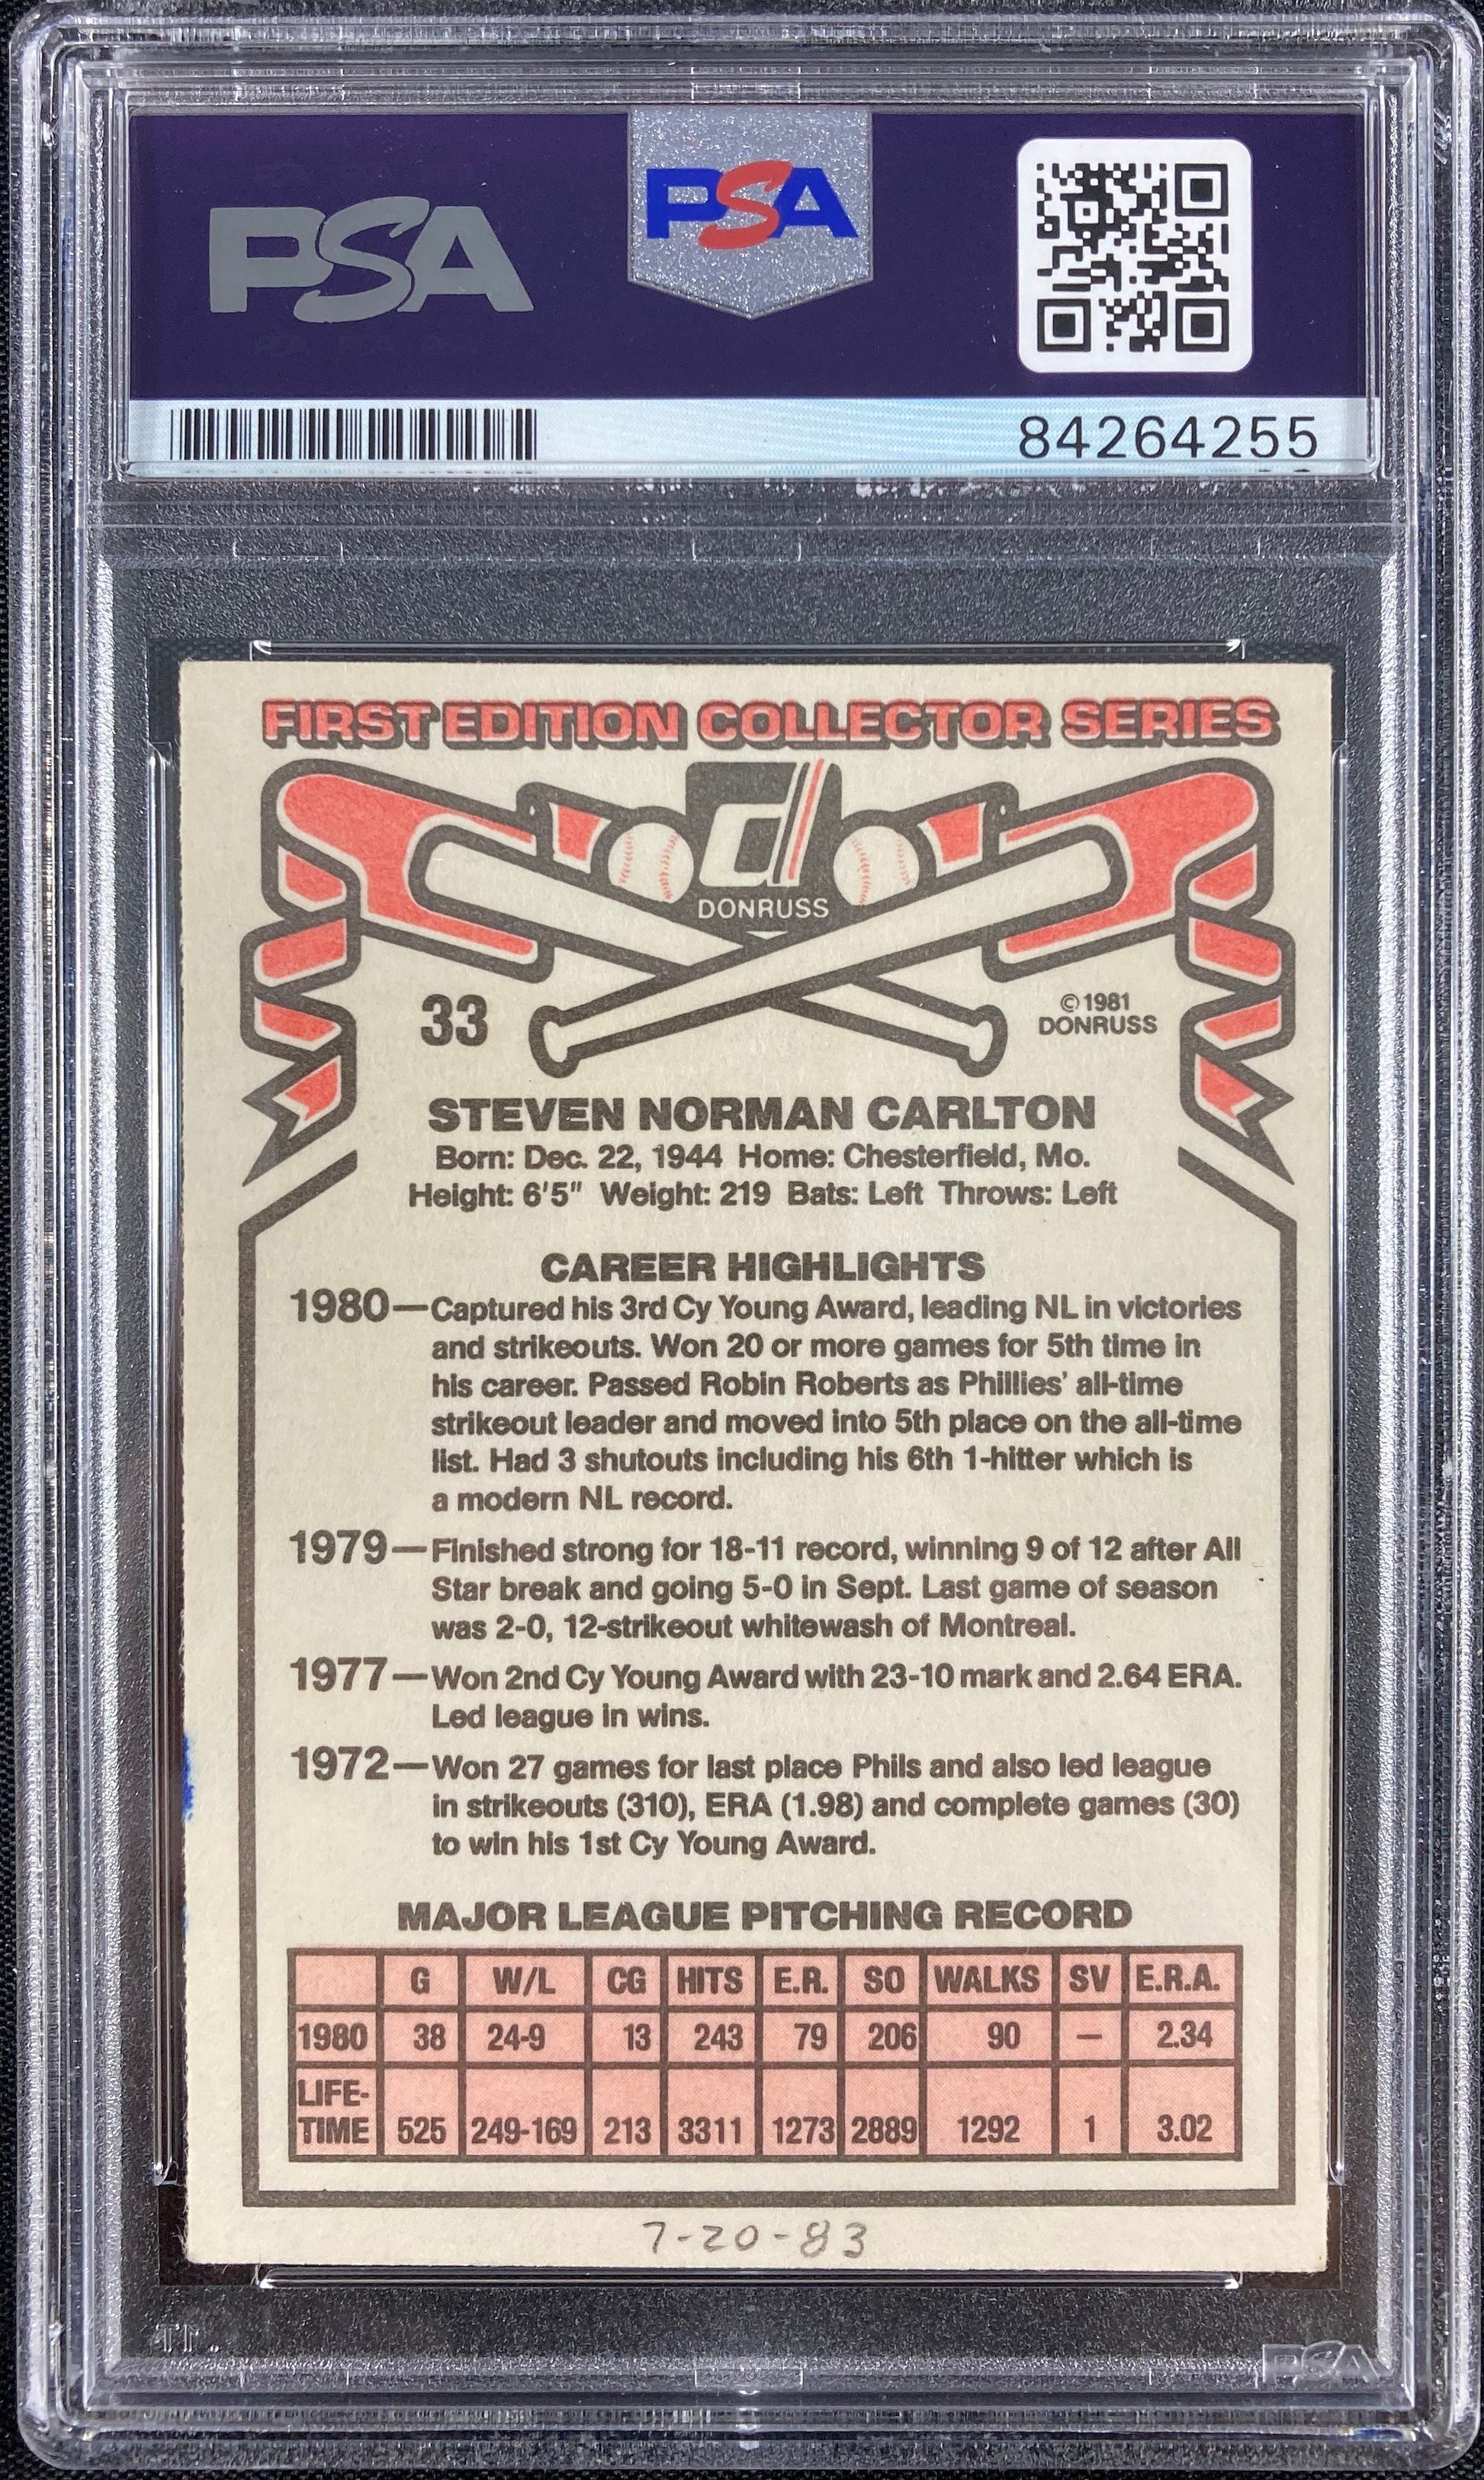 PSA
PSA
84264255
FIRST EDITION COLLECTOR SERIES
d
DONRUSS
33
©1981
DONRUSS
STEVEN NORMAN CARLTON
Born: Dec. 22, 1944 Home: Chesterfield, Mo.
Height: 6'5" Weight: 219 Bats: Left Throws: Left
CAREER HIGHLIGHTS
1980—Captured his 3rd Cy Young Award, leading NL in victories
and strikeouts. Won 20 or more games for 5th time in
his career. Passed Robin Roberts as Phillies' all-time
strikeout leader and moved into 5th place on the all-time
list. Had 3 shutouts including his 6th 1-hitter which is
a modern NL record.
1979—Finished strong for 18-11 record, winning 9 of 12 after All
Star break and going 5-0 in Sept. Last game of season
was 2-0, 12-strikeout whitewash of Montreal.
1977—Won 2nd Cy Young Award with 23-10 mark and 2.64 ERA.
Led league in wins.
1972—Won 27 games for last place Phils and also led league
in strikeouts (310), ERA (1.98) and complete games (30)
to win his 1st Cy Young Award.
MAJOR LEAGUE PITCHING RECORD
G W/L CG HITS E.R. SO WALKS SV E.R.A.
1980 38 24-9 13 243 79 206 90 — 2.34
LIFE-
TIME 525 249-169 213 3311 1273 2889 1292 1 3.02
7-20-83
PSA